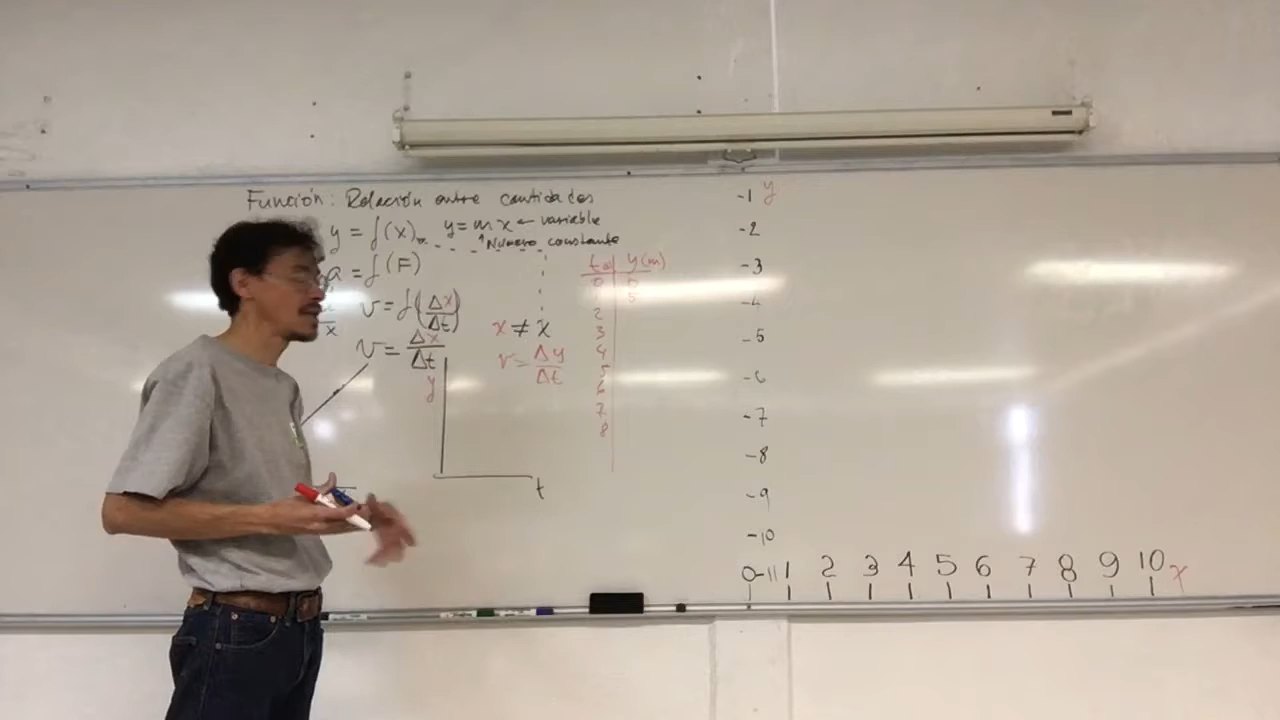 Función: Relación entre cantidades
y = f(x) y = mx ← variable
Numero constante
a = f(F)
x
v = f(Δx/Δt)
v = Δx/Δt
x ≠ x
v = Δy/Δt
y
t
t y(m)
0 0
1 5
2
3
4
5
6
7
8
y
-1
-2
-3
-4
-5
-6
-7
-8
-9
-10
-11
0 1 2 3 4 5 6 7 8 9 10 x